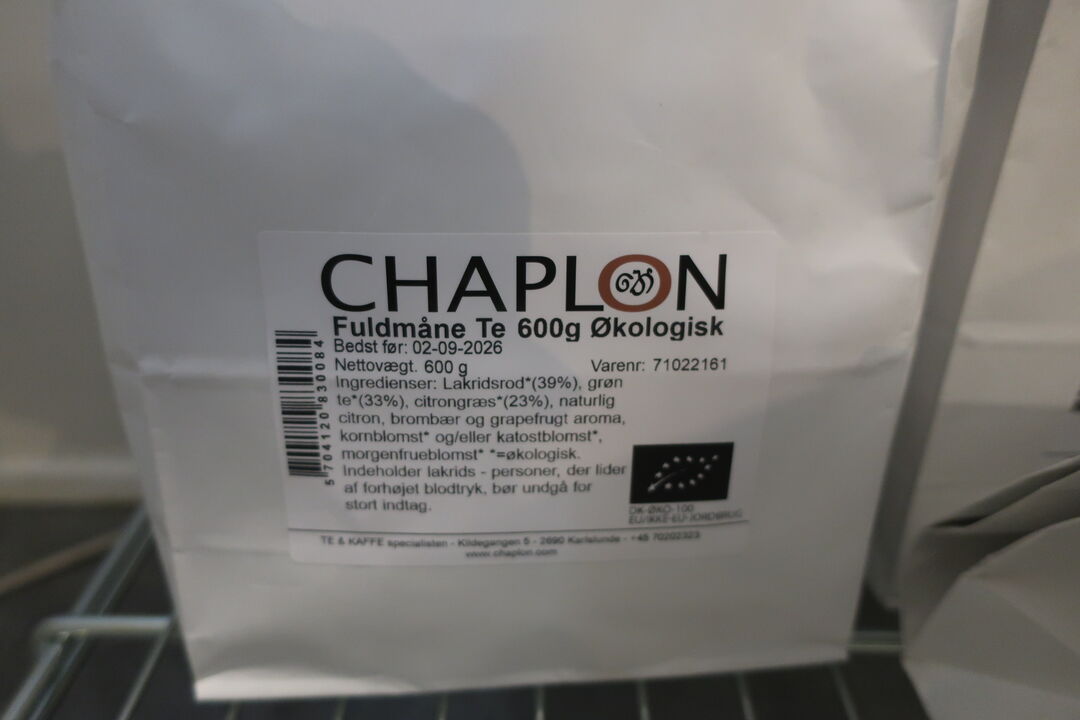 CHAPLON
Fuldmåne Te 600g Økologisk
Bedst før: 02-09-2026
Nettovægt. 600 g
Varenr: 71022161
Ingredienser: Lakridsrod*(39%), grøn
te*(33%), citrongræs*(23%), naturlig
citron, brombær og grapefrugt aroma,
kornblomst* og/eller katostblomst*,
morgenfrueblomst* *=økologisk.
Indeholder lakrids - personer, der lider
af forhøjet blodtryk, bør undgå for
stort indtag.
5 704120 830084
DK-ØKO-100
EU/IKKE-EU-JORDBRUG
TE & KAFFE specialisten - Kildegangen 5 - 2690 Karlslunde - +45 70202323
www.chaplon.com